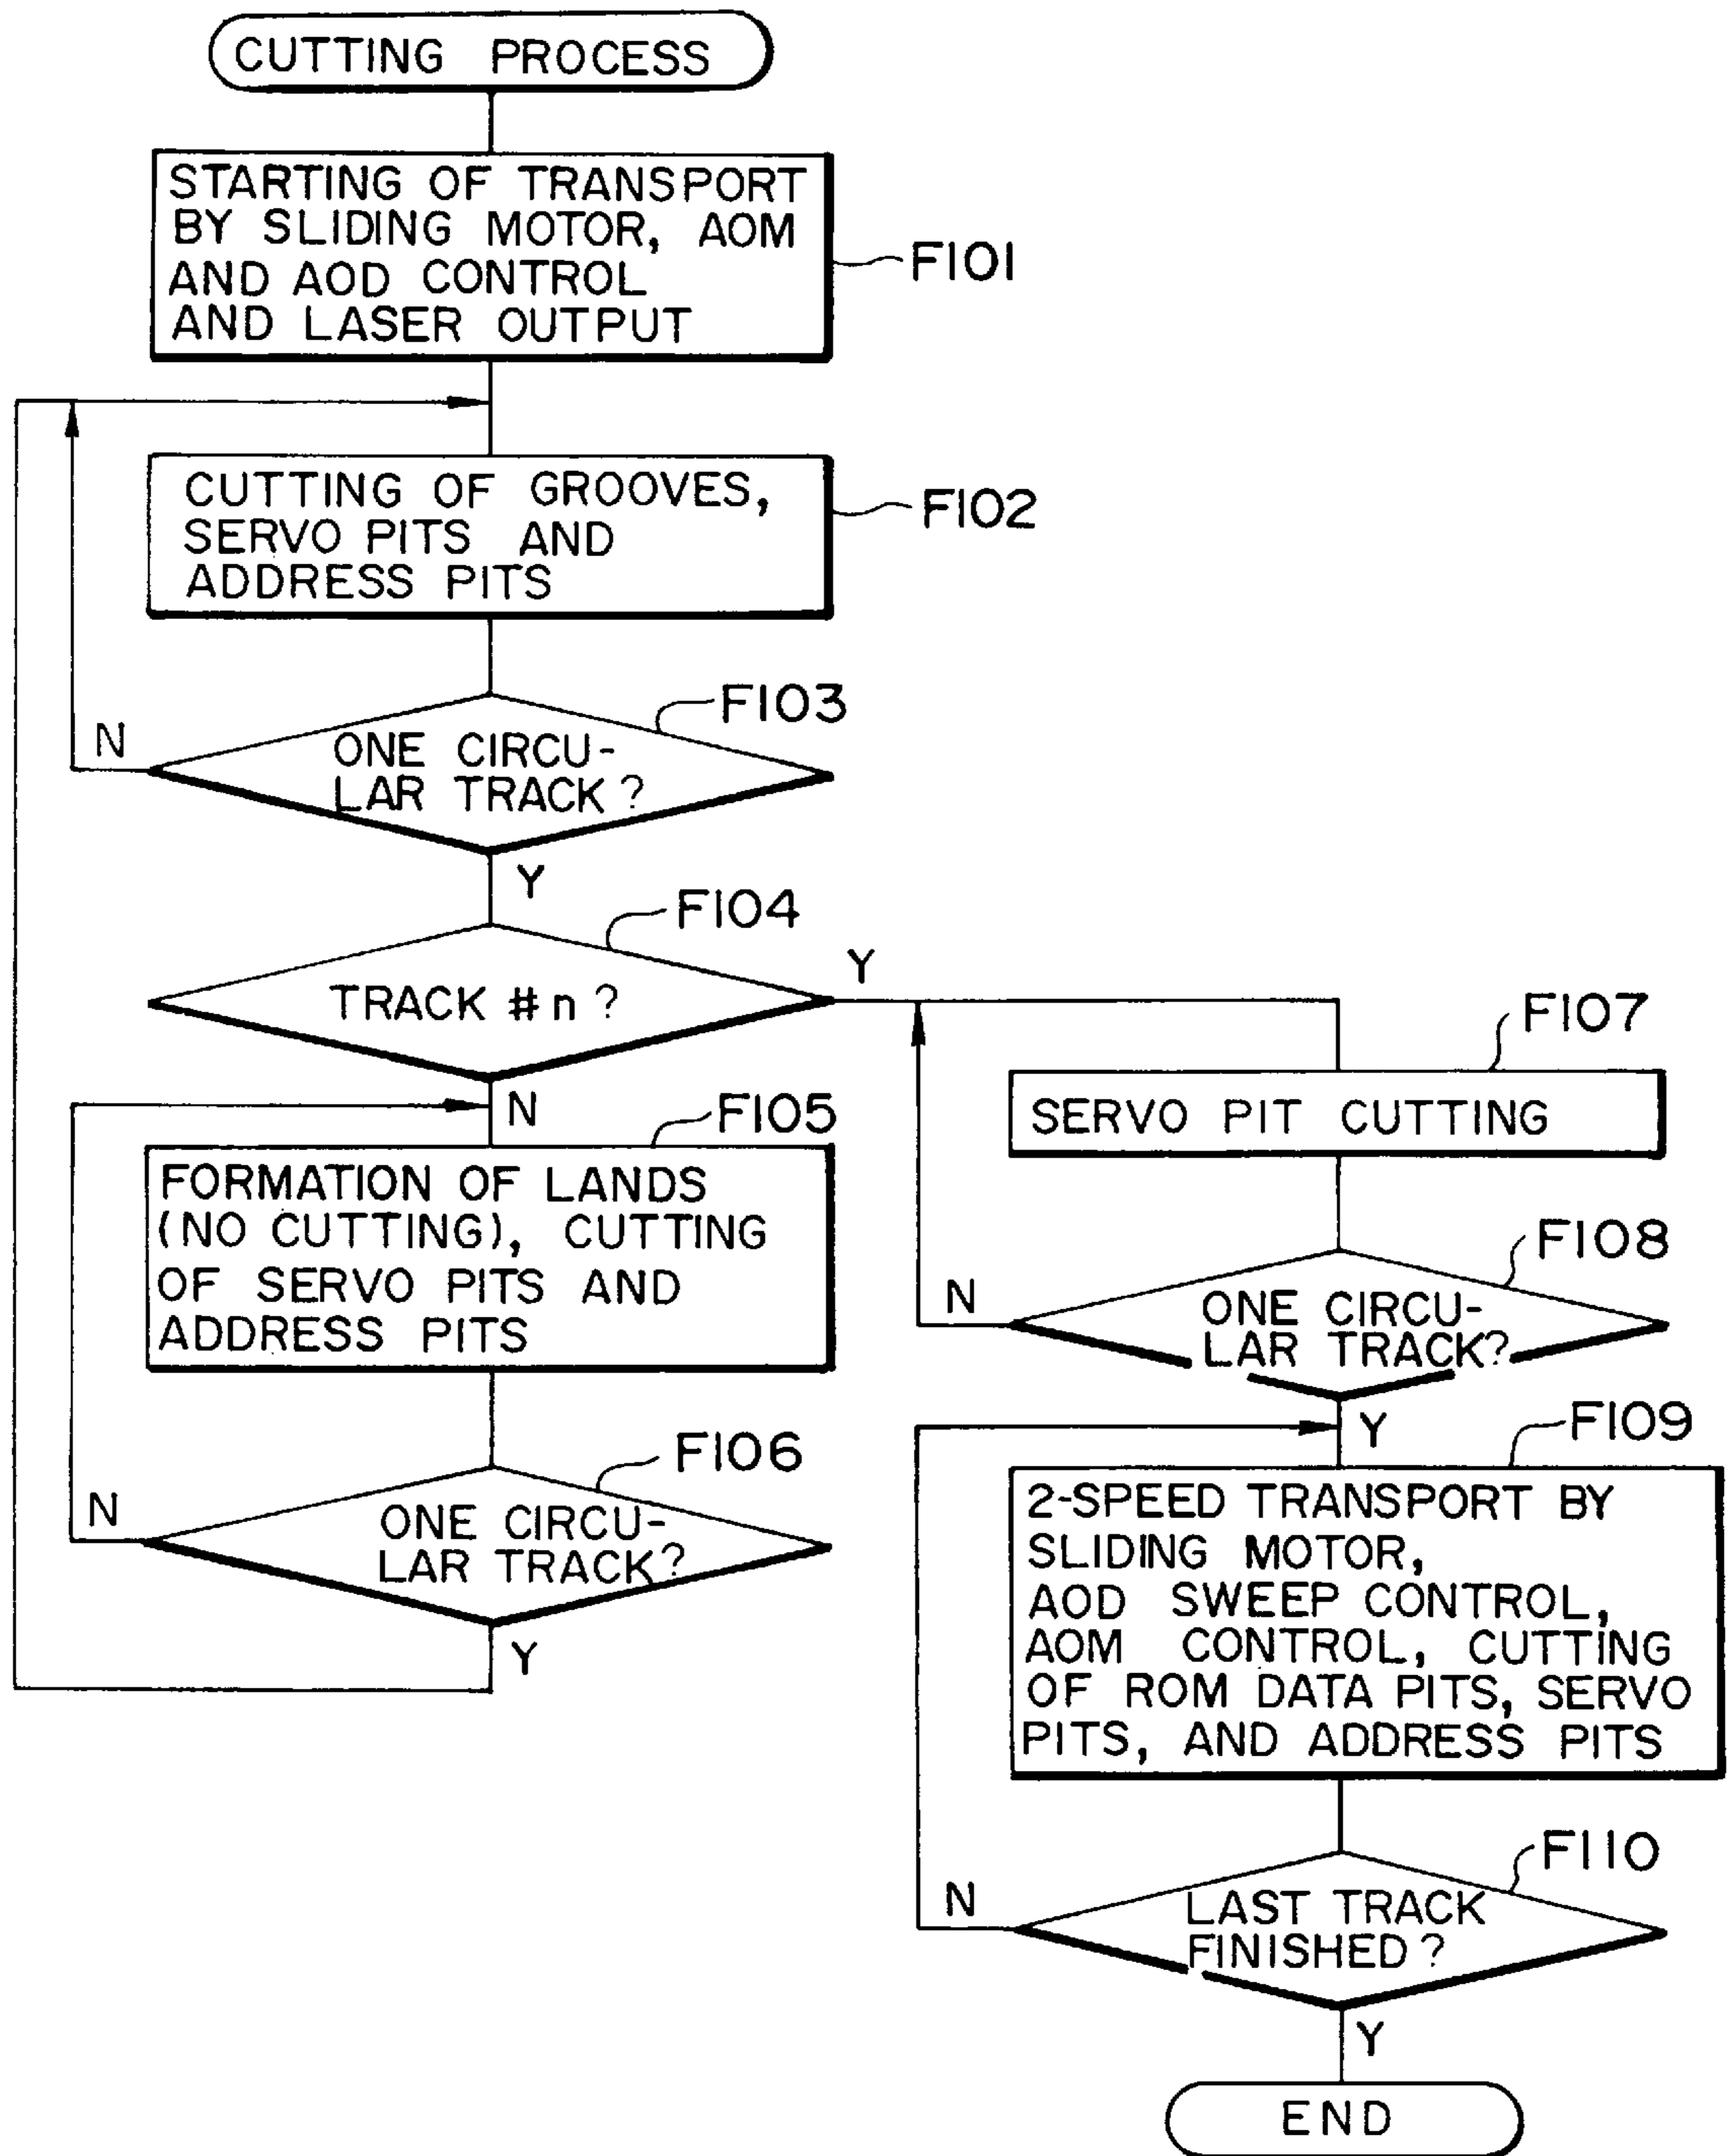 CUTTING PROCESS
STARTING OF TRANSPORT
BY SLIDING MOTOR, AOM
AND AOD CONTROL
AND LASER OUTPUT
F101
CUTTING OF GROOVES,
SERVO PITS AND
ADDRESS PITS
F102
F103
N
ONE CIRCU-
LAR TRACK?
Y
F104
TRACK #n?
Y
N
F105
FORMATION OF LANDS
(NO CUTTING), CUTTING
OF SERVO PITS AND
ADDRESS PITS
F106
N
ONE CIRCU-
LAR TRACK?
Y
F107
SERVO PIT CUTTING
F108
N
ONE CIRCU-
LAR TRACK?
Y
F109
2-SPEED TRANSPORT BY
SLIDING MOTOR,
AOD SWEEP CONTROL,
AOM CONTROL, CUTTING
OF ROM DATA PITS, SERVO
PITS, AND ADDRESS PITS
F110
N
LAST TRACK
FINISHED?
Y
END